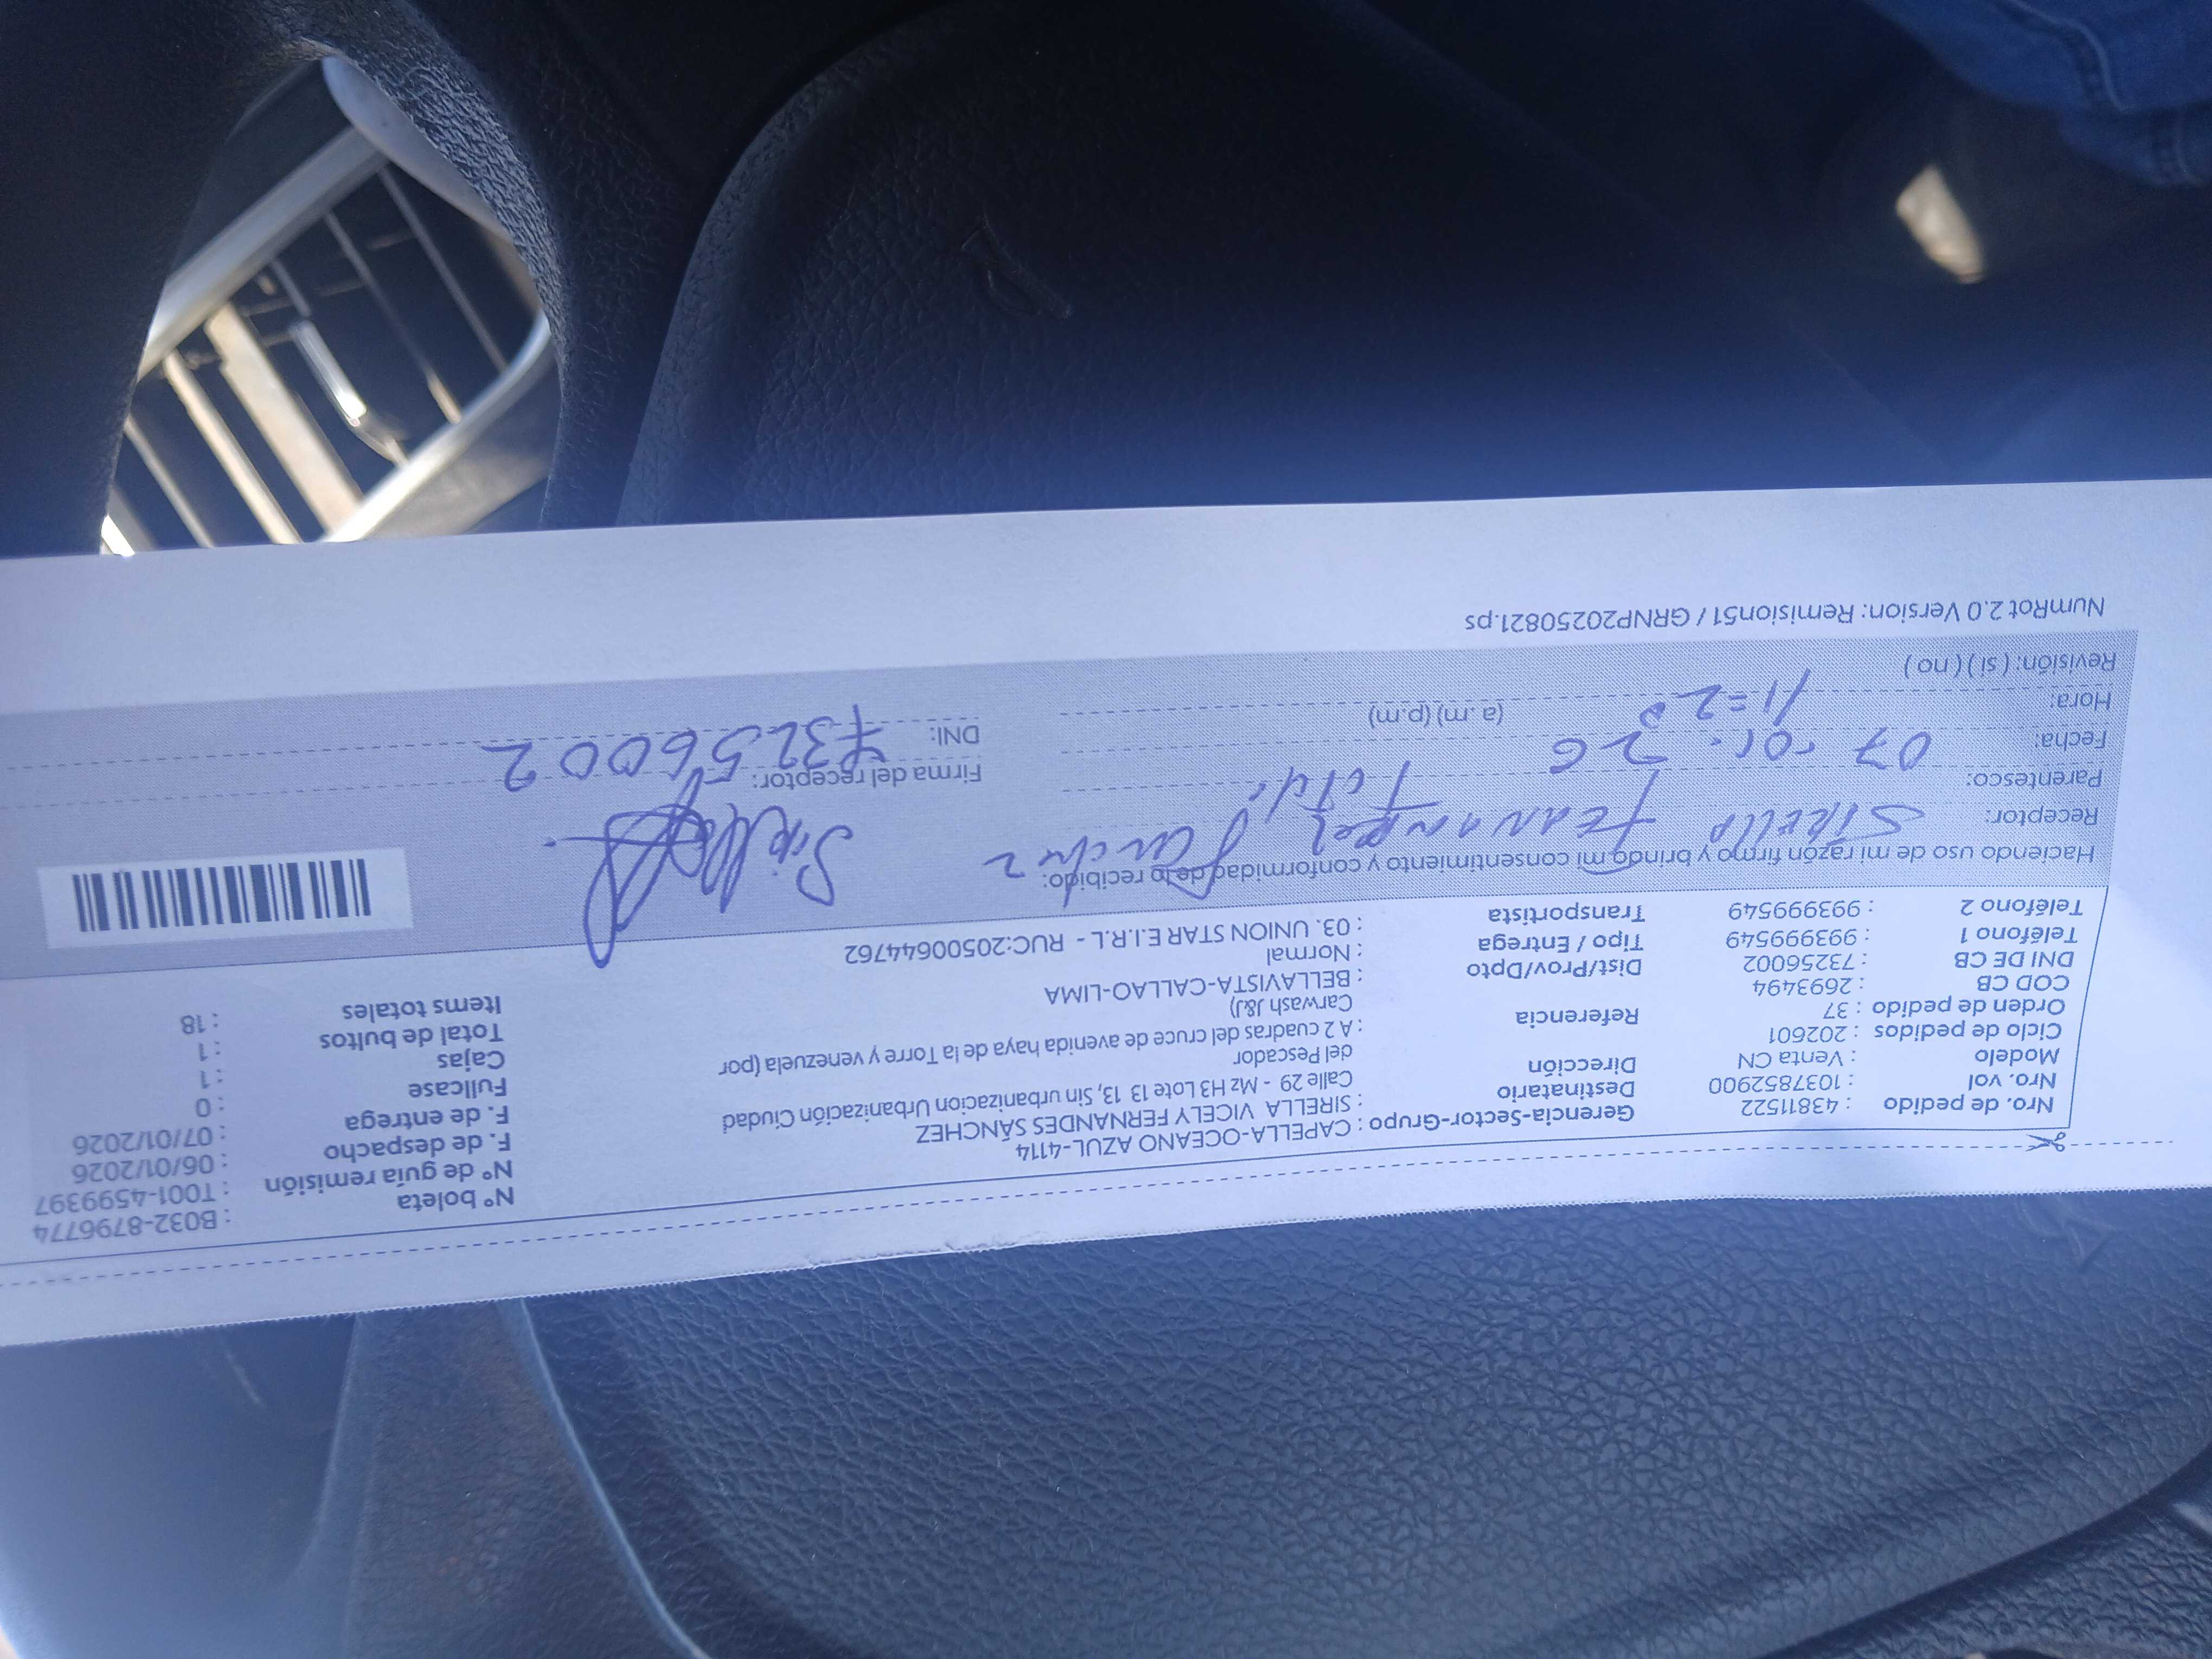 Nro. de pedido : 43811522
Nro. vol : 1037852900
Modelo : Venta CN
Ciclo de pedidos : 202601
Orden de pedido : 37
COD CB : 2693494
DNI DE CB : 73256002
Teléfono 1 : 993999549
Teléfono 2 : 993999549
Gerencia-Sector-Grupo : CAPELLA-OCEANO AZUL-4114
Destinatario : SIRELLA VICELY FERNANDES SÁNCHEZ
Dirección Calle 29 - Mz H3 Lote 13 13, Sin urbanizacion Urbanización Ciudad
del Pescador
Referencia : A 2 cuadras del cruce de avenida haya de la Torre y venezuela (por
Carwash J&J)
Dist/Prov/Dpto : BELLAVISTA-CALLAO-LIMA
Tipo / Entrega : Normal
Transportista : 03. UNION STAR E.I.R.L - RUC:20500644762
N° boleta : B032-8796774
N° de guía remisión : T001-4599397
F. de despacho : 06/01/2026
F. de entrega : 07/01/2026
Fullcase : 0
Cajas : 1
Total de bultos : 1
Items totales : 18
Haciendo uso de mi razón firmo y brindo mi consentimiento y conformidad de lo recibido:
Receptor: Sirella Fernandez Sanchez
Parentesco:
Fecha: 07-01-26
Hora: 11=20 (a.m) (p.m)
Revisión: ( si ) ( no )
Firma del receptor:
DNI: 73256002
NumRot 2.0 Version: Remision51 / GRNP20250821.ps